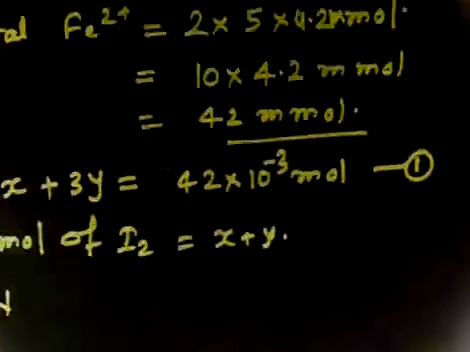 al Fe²⁺ = 2 × 5 × 4.2 mmol.
= 10 × 4.2 m mol
= 42 m mol.
x + 3y = 42×10⁻³ mol —①
mol of I₂ = x+y.